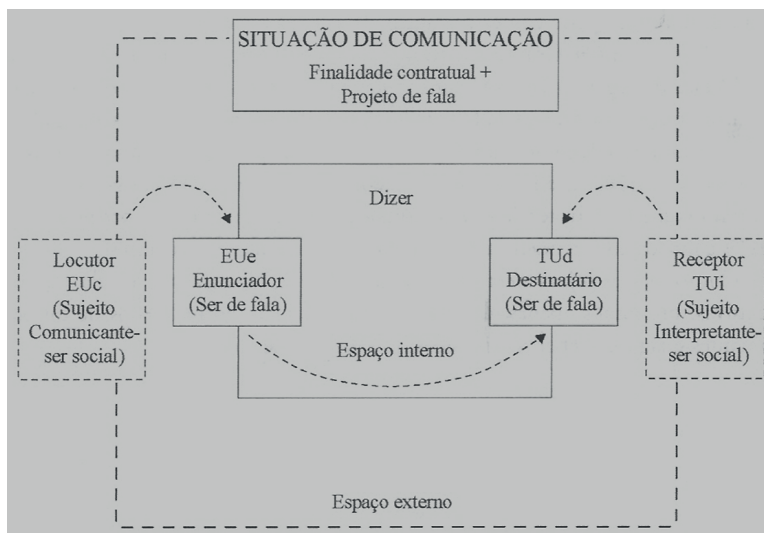 SITUAÇÃO DE COMUNICAÇÃO
Finalidade contratual +
Projeto de fala
Dizer
Locutor
EUc
(Sujeito
Comunicante-
ser social)
EUe
Enunciador
(Ser de fala)
TUd
Destinatário
(Ser de fala)
Receptor
TUi
(Sujeito
Interpretante-
ser social)
Espaço interno
Espaço externo